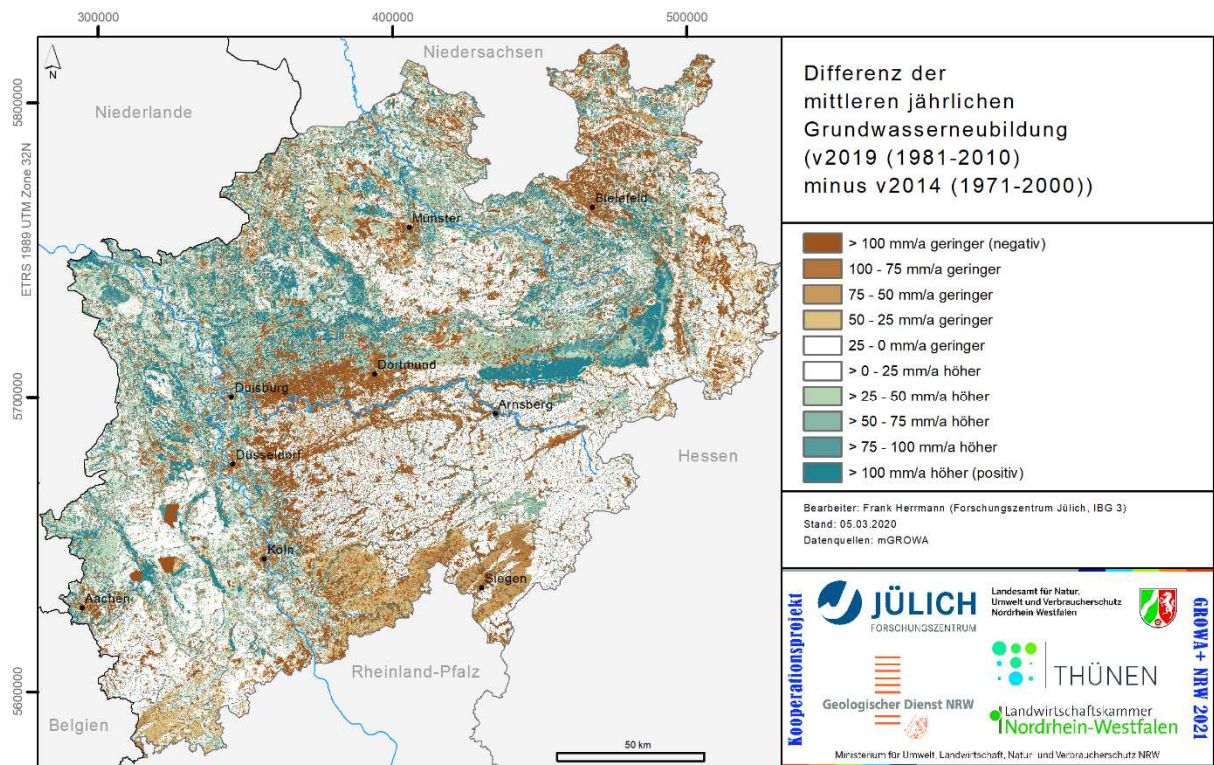 300000
400000
500000
5800000
5700000
5600000
ETRS 1989 UTM Zone 32N
N
Niedersachsen
Niederlande
Bielefeld
Münster
Dortmund
Duisburg
Arnsberg
Düsseldorf
Hessen
Köln
Siegen
Aachen
Rheinland-Pfalz
Belgien
50 km
Differenz der
mittleren jährlichen
Grundwasserneubildung
(v2019 (1981-2010)
minus v2014 (1971-2000))
> 100 mm/a geringer (negativ)
100 - 75 mm/a geringer
75 - 50 mm/a geringer
50 - 25 mm/a geringer
25 - 0 mm/a geringer
> 0 - 25 mm/a höher
> 25 - 50 mm/a höher
> 50 - 75 mm/a höher
> 75 - 100 mm/a höher
> 100 mm/a höher (positiv)
Bearbeiter: Frank Herrmann (Forschungszentrum Jülich, IBG 3)
Stand: 05.03.2020
Datenquellen: mGROWA
Kooperationsprojekt
JÜLICH
FORSCHUNGSZENTRUM
Landesamt für Natur,
Umwelt und Verbraucherschutz
Nordrhein-Westfalen
THÜNEN
Geologischer Dienst NRW
Landwirtschaftskammer
Nordrhein-Westfalen
GROWA+ NRW 2021
Ministerium für Umwelt, Landwirtschaft, Natur- und Verbraucherschutz NRW